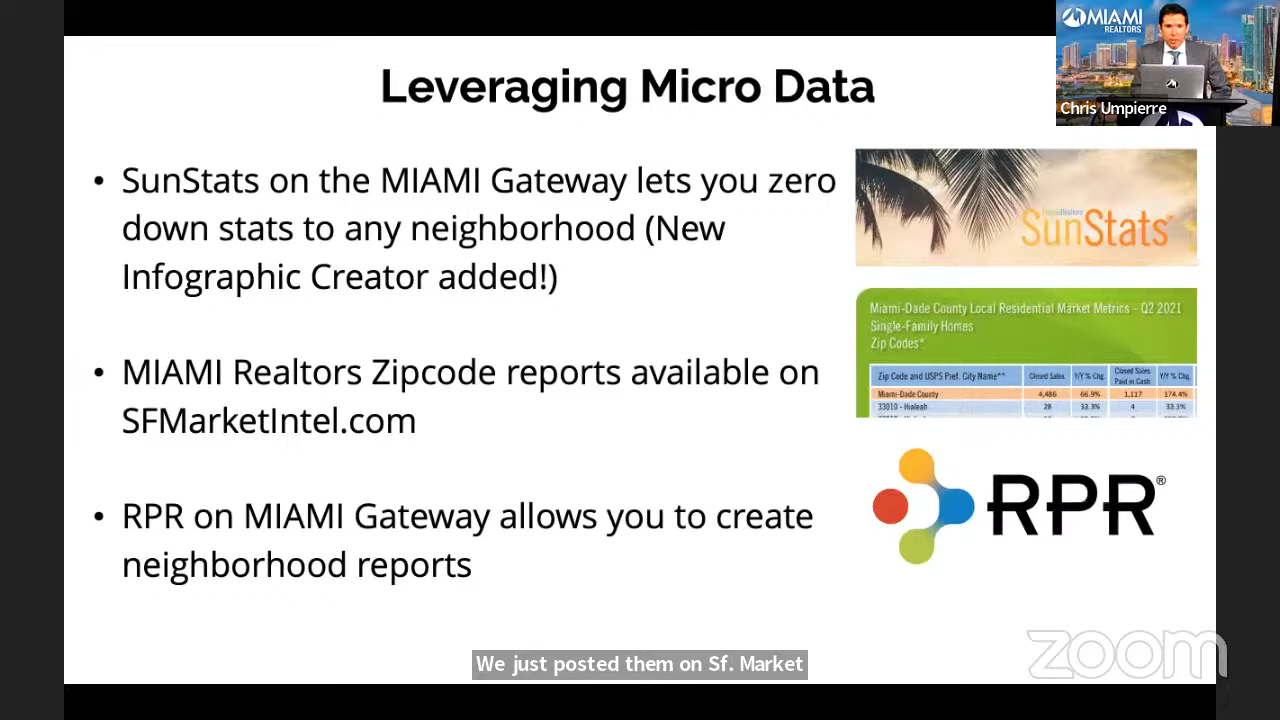 Leveraging Micro Data
MIAMI
REALTORS
Chris Umpierre
• SunStats on the MIAMI Gateway lets you zero
down stats to any neighborhood (New
Infographic Creator added!)
• MIAMI Realtors Zipcode reports available on
SFMarketIntel.com
• RPR on MIAMI Gateway allows you to create
neighborhood reports
SunStats
Miami-Dade County Local Residential Market Metrics - Q2 2021
Single-Family Homes
Zip Codes*
Zip Code and USPS Pref. City Name** Closed Sales Y/Y % Chg. Closed Sales Paid in Cash Y/Y % Chg.
Miami-Dade County 4,486 66.9% 1,117 174.4%
33010 - Hialeah 28 33.3% 4 33.3%
RPR®
We just posted them on Sf. Market
zoom